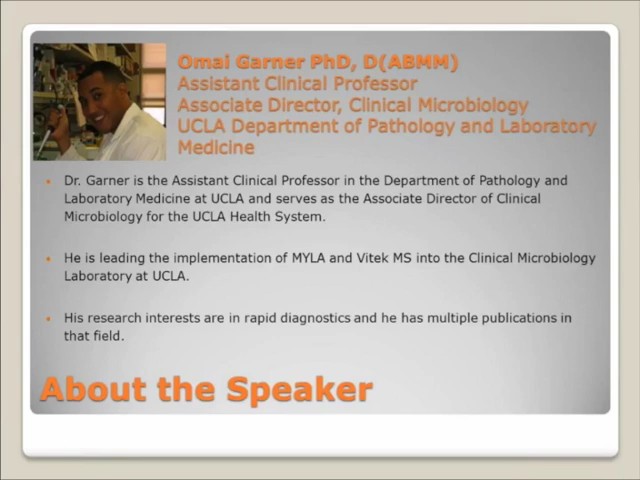 Omai Garner PhD, D(ABMM)
Assistant Clinical Professor
Associate Director, Clinical Microbiology
UCLA Department of Pathology and Laboratory
Medicine
• Dr. Garner is the Assistant Clinical Professor in the Department of Pathology and
Laboratory Medicine at UCLA and serves as the Associate Director of Clinical
Microbiology for the UCLA Health System.
• He is leading the implementation of MYLA and Vitek MS into the Clinical Microbiology
Laboratory at UCLA.
• His research interests are in rapid diagnostics and he has multiple publications in
that field.
About the Speaker